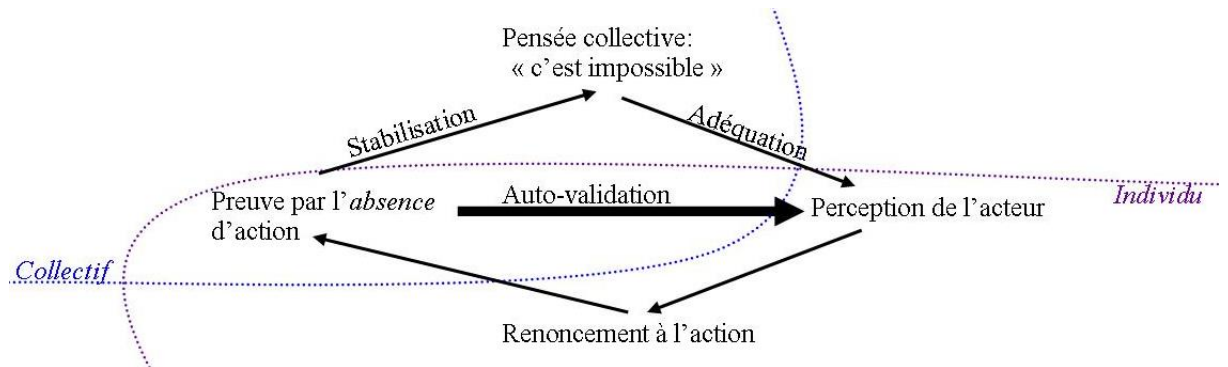 Pensée collective:
« c’est impossible »
Stabilisation
Adéquation
Preuve par l’absence
d’action
Auto-validation
Perception de l’acteur
Individu
Collectif
Renoncement à l’action